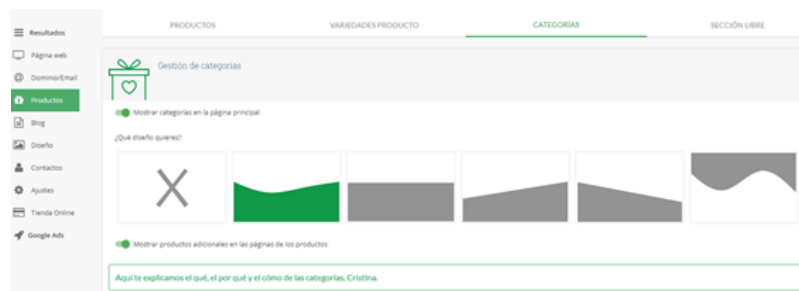 Resultados
Página web
Dominio/Email
Productos
Blog
Diseño
Contactos
Ajustes
Tienda Online
Google Ads
PRODUCTOS
VARIEDADES PRODUCTO
CATEGORÍAS
SECCIÓN LIBRE
Gestión de categorías
Mostrar categorías en la página principal
¿Qué diseño quieres?
Mostrar productos adicionales en las páginas de los productos
Aquí te explicamos el qué, el por qué y el cómo de las categorías, Cristina.